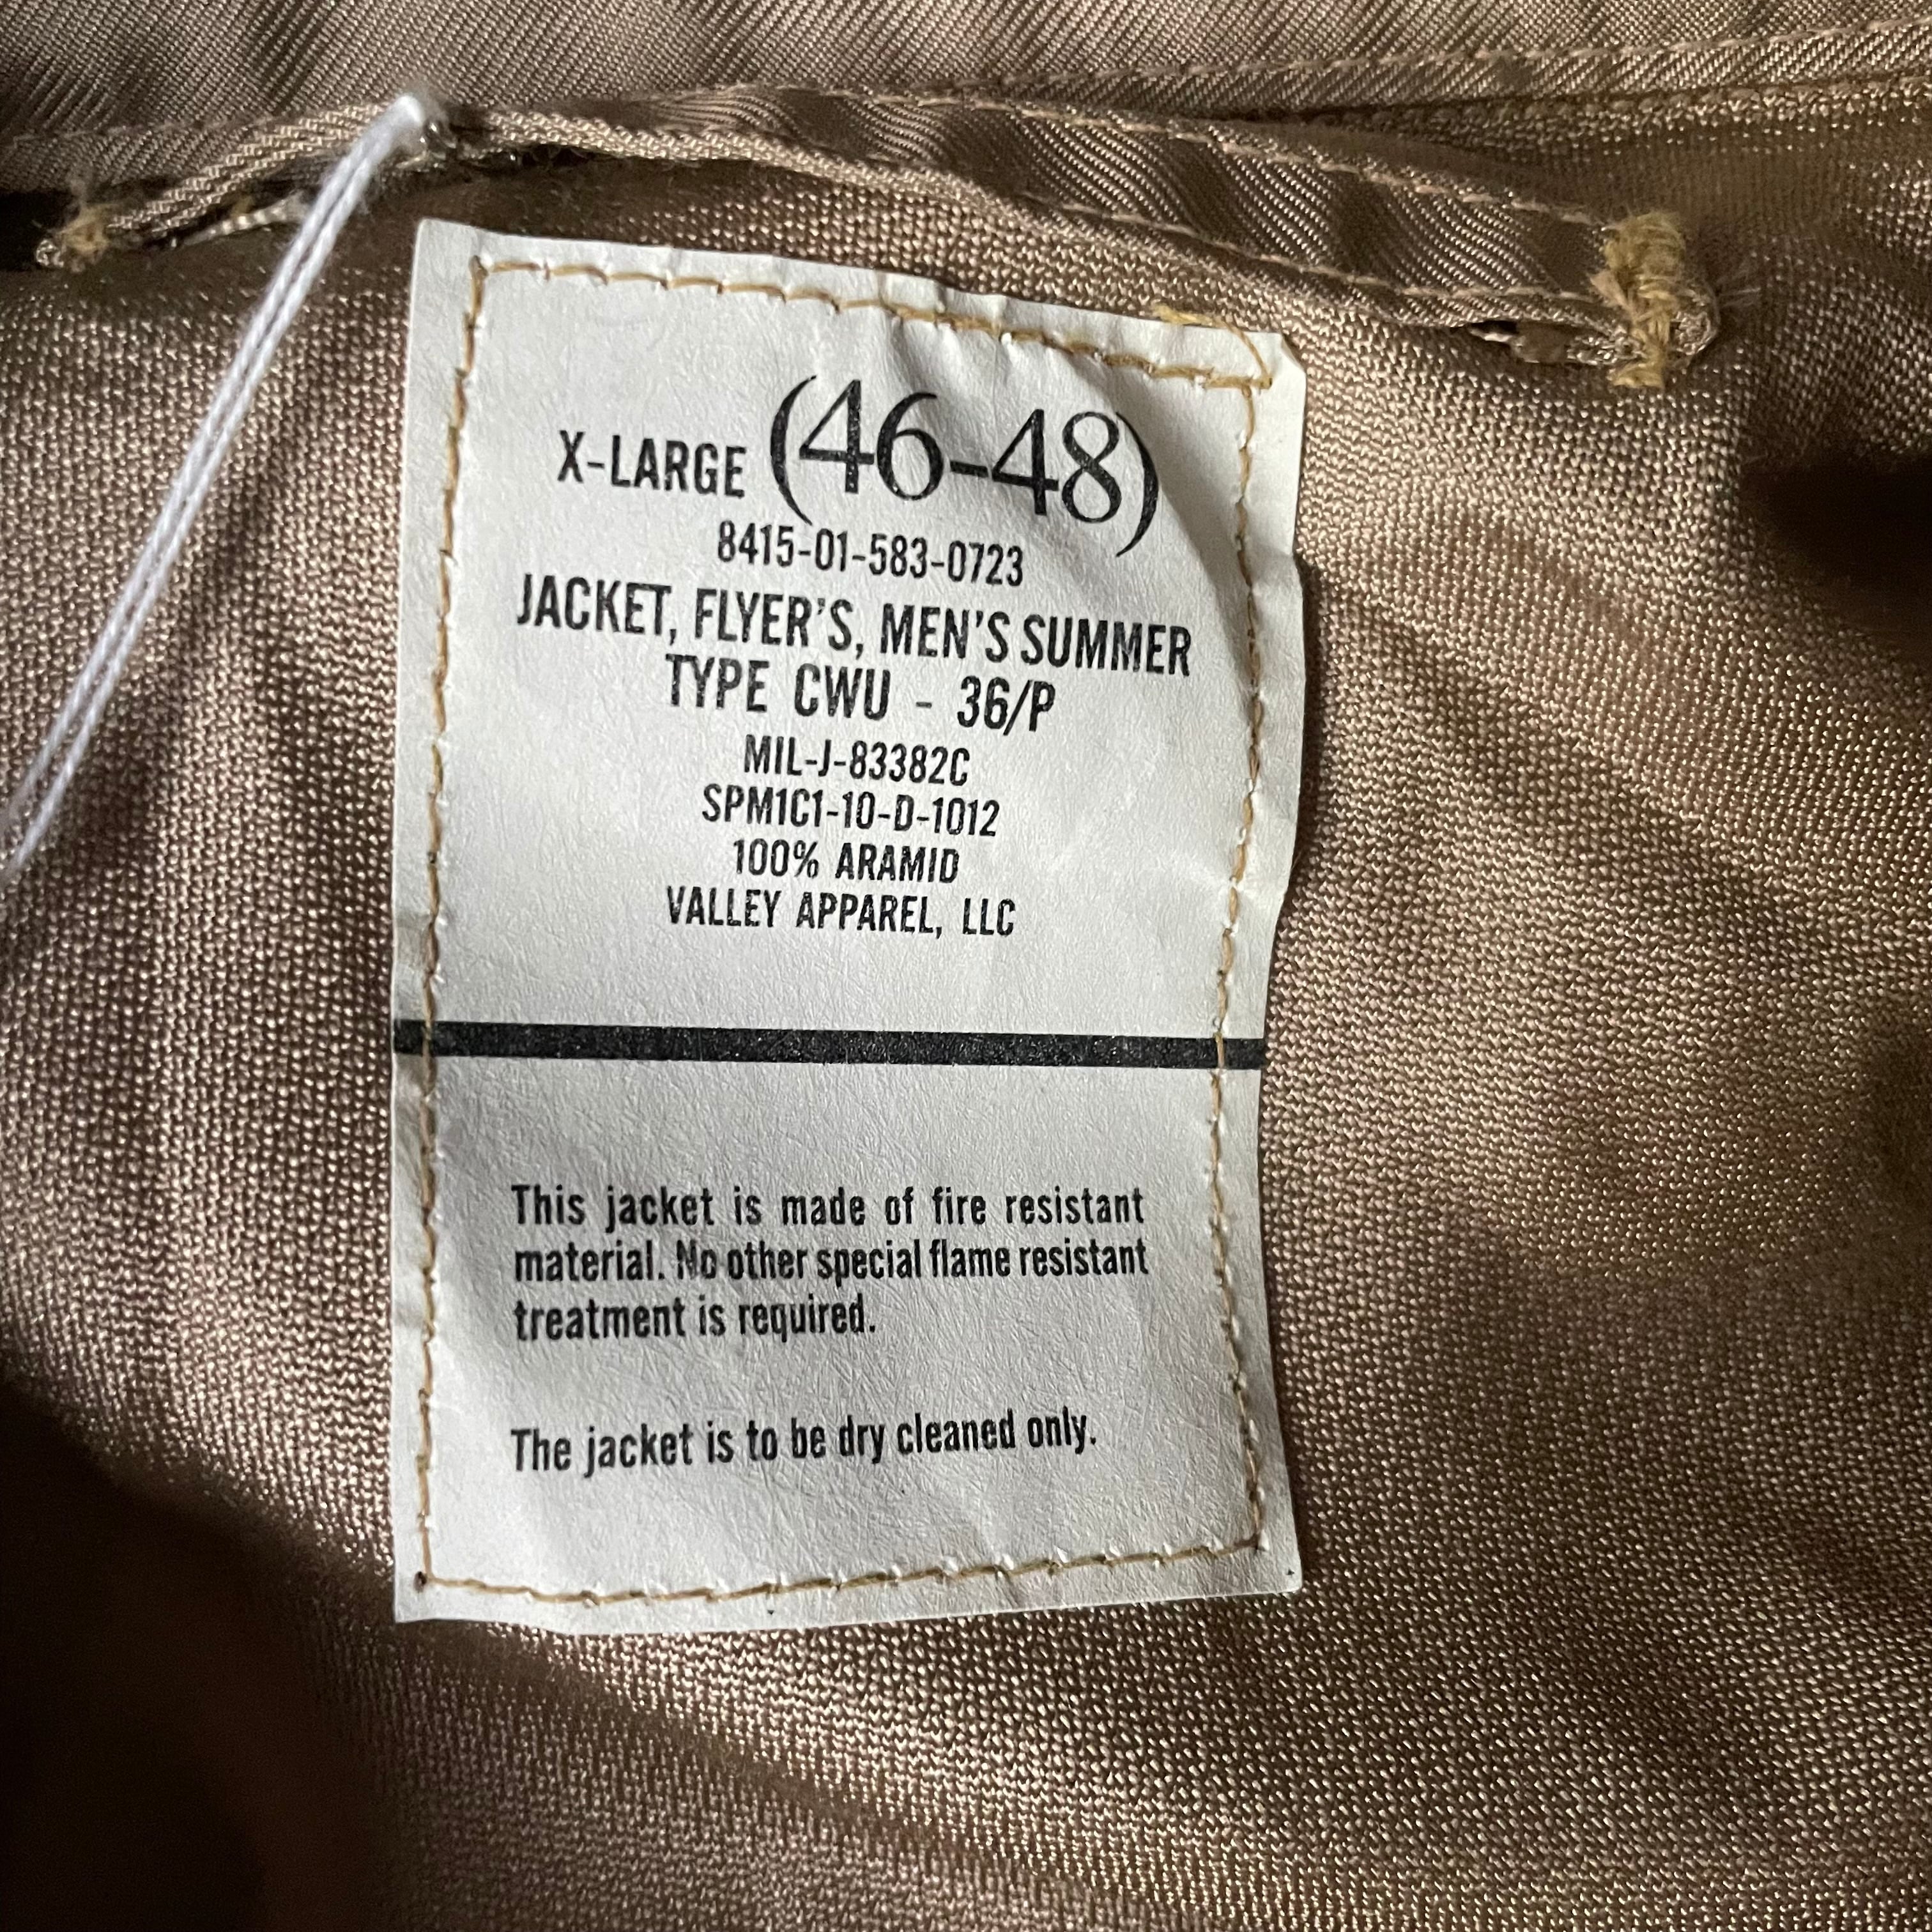 X-LARGE (46-48)
8415-01-583-0723
JACKET, FLYER'S, MEN'S SUMMER
TYPE CWU - 36/P
MIL-J-83382C
SPM1C1-10-D-1012
100% ARAMID
VALLEY APPAREL, LLC
This jacket is made of fire resistant
material. No other special flame resistant
treatment is required.
The jacket is to be dry cleaned only.